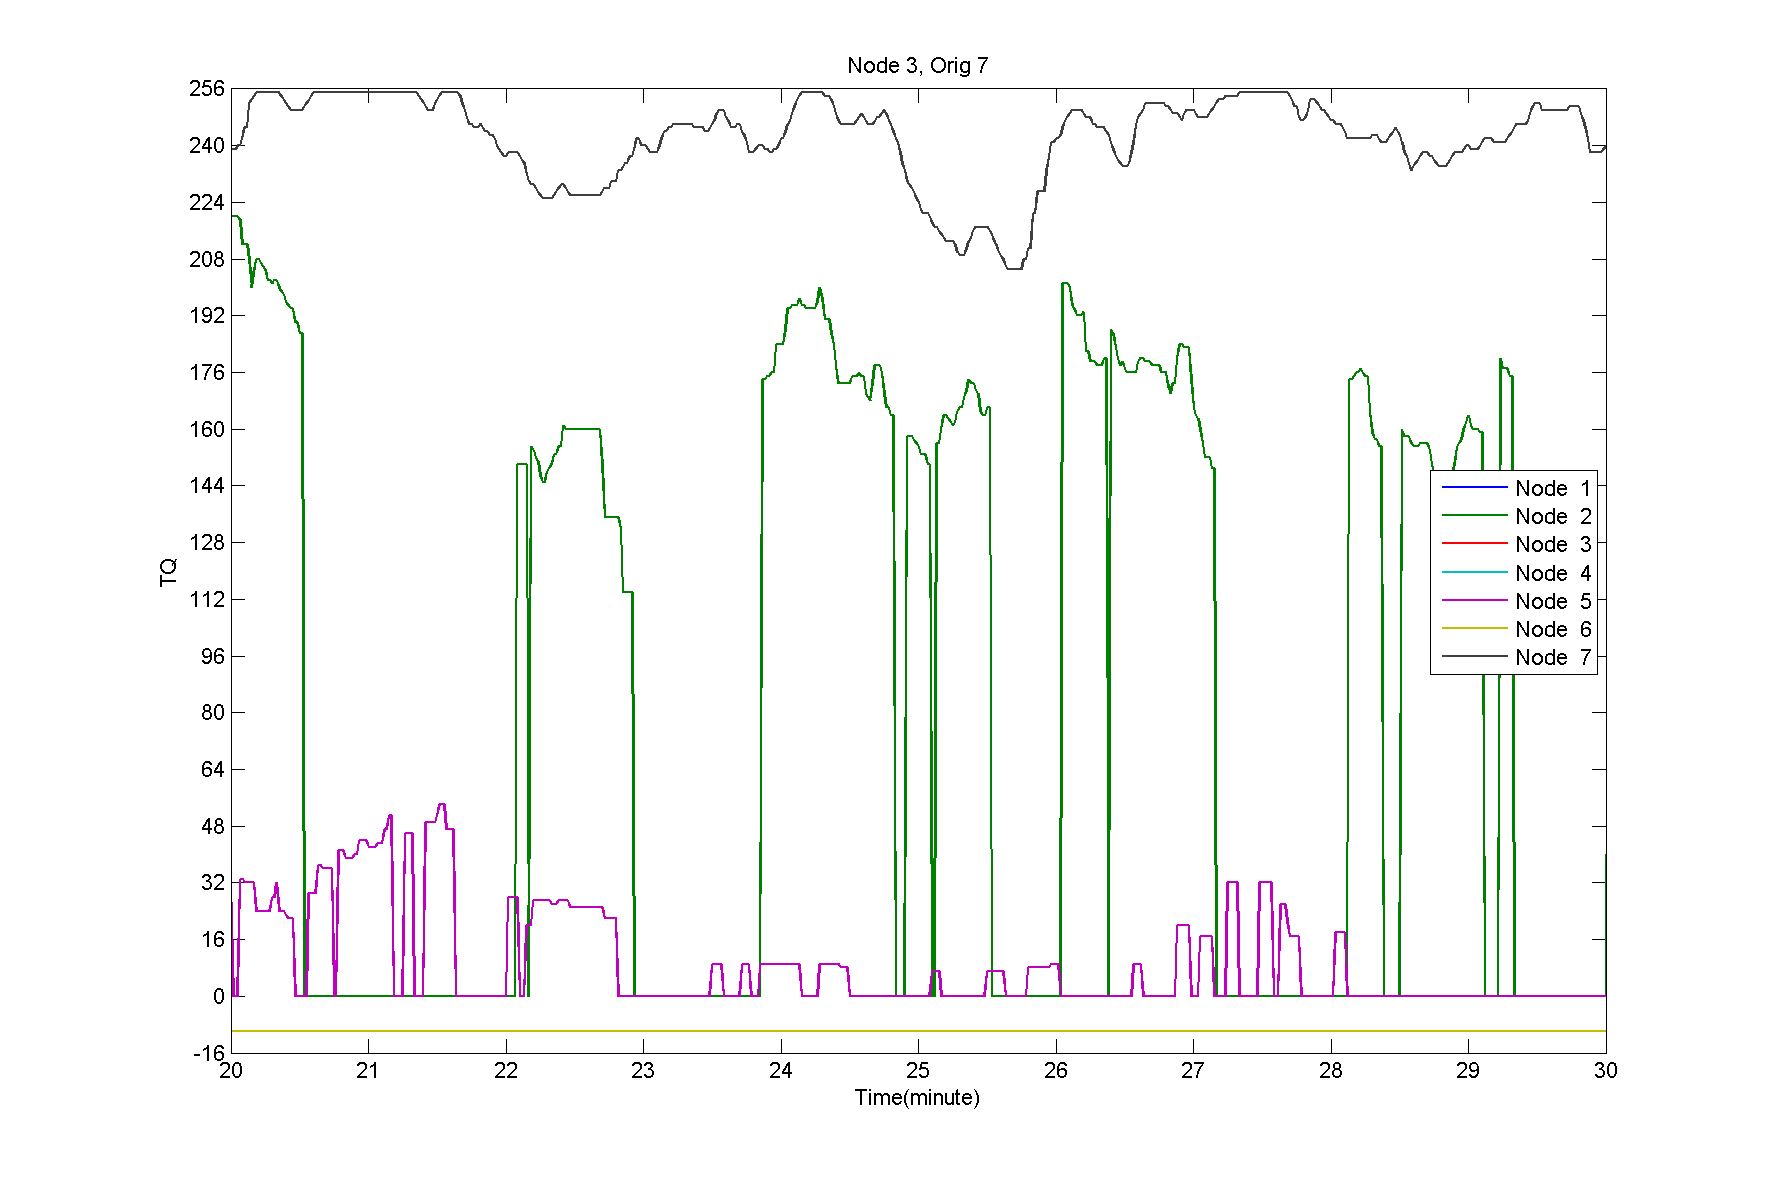 Node 3, Orig 7
256
240
224
208
192
176
160
144
128
112
96
80
64
48
32
16
0
-16
TQ
Node 1
Node 2
Node 3
Node 4
Node 5
Node 6
Node 7
20 21 22 23 24 25 26 27 28 29 30
Time(minute)